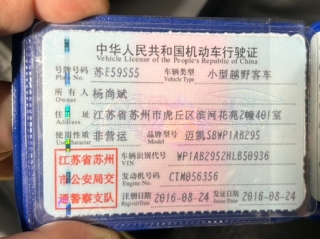 中华人民共和国机动车行驶证
Vehicle License of the People's Republic of China
号牌号码 苏E59S55 车辆类型 小型越野客车
Plate No. Vehicle Type
所有人 杨尚斌
Owner
住址 江苏省苏州市虎丘区滨河花苑2幢401室
Address
使用性质 非营运 品牌型号 迈凯SBWP1AB295
Use Character Model
江苏省苏州市公安局交通警察支队
车辆识别代号 WP1AB2952HLB50936
VIN
发动机号码 CTM056356
Engine No.
注册日期 2016-08-24 发证日期 2016-08-24
Register Date Issue Date